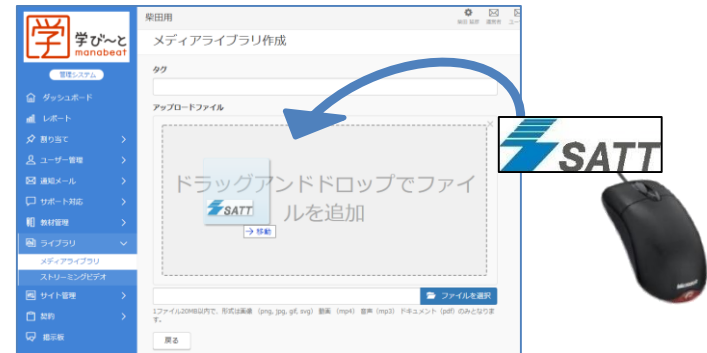 学
学び～と
manabeat
管理システム
ダッシュボード
レポート
割り当て
ユーザー管理
通知メール
サポート対応
教材管理
ライブラリ
メディアライブラリ
ストリーミングビデオ
サイト管理
契約
掲示板
柴田用
メディアライブラリ作成
タグ
アップロードファイル
ドラッグアンドドロップでファイ
ルを追加
SATT
移動
ファイルを選択
1ファイル20MB以内で、形式は画像 (png, jpg, gif, svg) 動画 (mp4) 音声 (mp3) ドキュメント (pdf) のみとなりま
す。
戻る
SATT
Microsoft